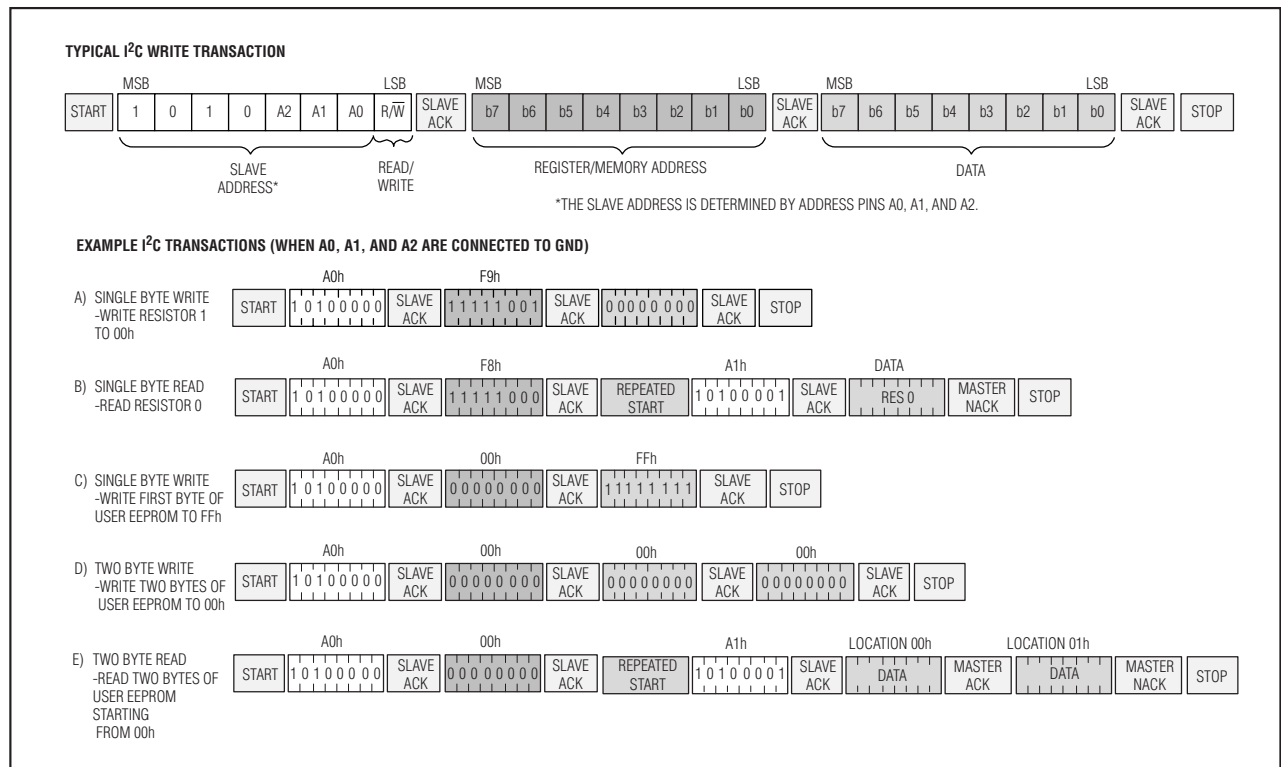 TYPICAL I2C WRITE TRANSACTION
MSB LSB MSB LSB MSB LSB
START 1 0 1 0 A2 A1 A0 R/W̅ SLAVE ACK b7 b6 b5 b4 b3 b2 b1 b0 SLAVE ACK b7 b6 b5 b4 b3 b2 b1 b0 SLAVE ACK STOP
SLAVE ADDRESS* READ/WRITE REGISTER/MEMORY ADDRESS DATA
*THE SLAVE ADDRESS IS DETERMINED BY ADDRESS PINS A0, A1, AND A2.
EXAMPLE I2C TRANSACTIONS (WHEN A0, A1, AND A2 ARE CONNECTED TO GND)
A0h F9h
A) SINGLE BYTE WRITE
-WRITE RESISTOR 1
TO 00h
START 1 0 1 0 0 0 0 0 SLAVE ACK 1 1 1 1 1 0 0 1 SLAVE ACK 0 0 0 0 0 0 0 0 SLAVE ACK STOP
A0h F8h A1h DATA
B) SINGLE BYTE READ
-READ RESISTOR 0
START 1 0 1 0 0 0 0 0 SLAVE ACK 1 1 1 1 1 0 0 0 SLAVE ACK REPEATED START 1 0 1 0 0 0 0 1 SLAVE ACK RES 0 MASTER NACK STOP
A0h 00h FFh
C) SINGLE BYTE WRITE
-WRITE FIRST BYTE OF
USER EEPROM TO FFh
START 1 0 1 0 0 0 0 0 SLAVE ACK 0 0 0 0 0 0 0 0 SLAVE ACK 1 1 1 1 1 1 1 1 SLAVE ACK STOP
A0h 00h 00h 00h
D) TWO BYTE WRITE
-WRITE TWO BYTES OF
USER EEPROM TO 00h
START 1 0 1 0 0 0 0 0 SLAVE ACK 0 0 0 0 0 0 0 0 SLAVE ACK 0 0 0 0 0 0 0 0 SLAVE ACK 0 0 0 0 0 0 0 0 SLAVE ACK STOP
A0h 00h A1h LOCATION 00h LOCATION 01h
E) TWO BYTE READ
-READ TWO BYTES OF
USER EEPROM
STARTING
FROM 00h
START 1 0 1 0 0 0 0 0 SLAVE ACK 0 0 0 0 0 0 0 0 SLAVE ACK REPEATED START 1 0 1 0 0 0 0 1 SLAVE ACK DATA MASTER ACK DATA MASTER NACK STOP